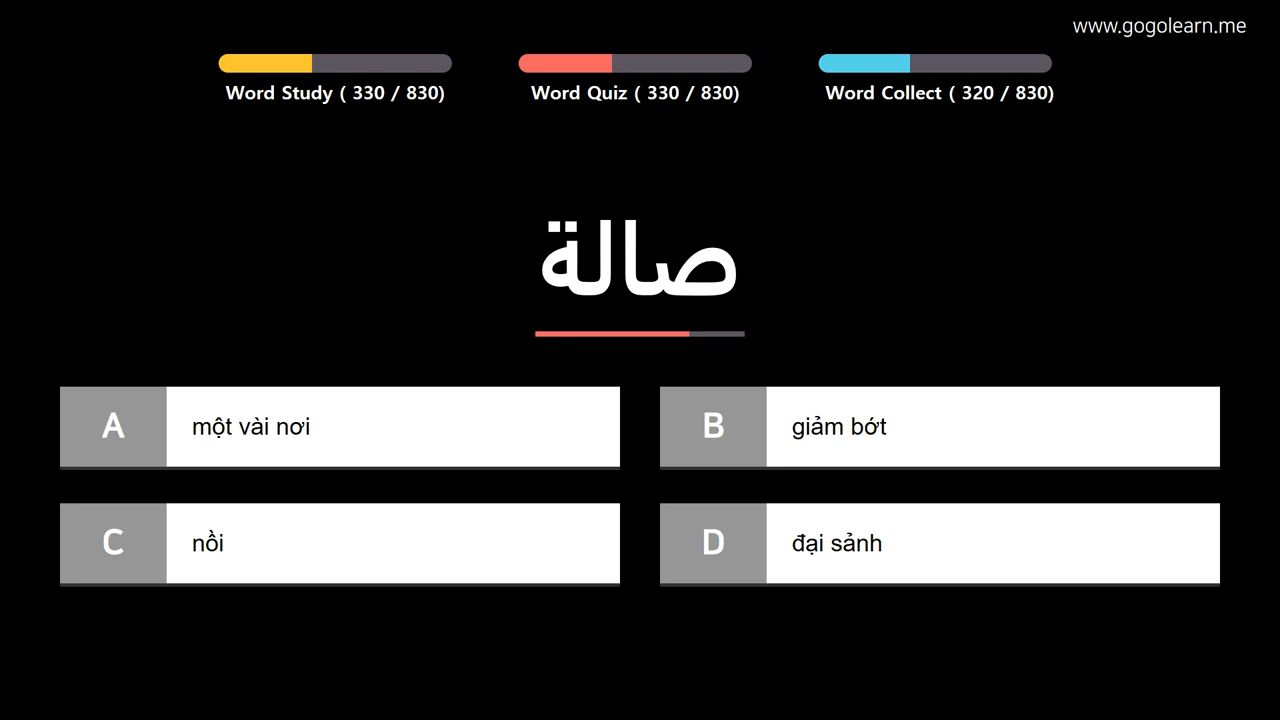 www.gogolearn.me
Word Study ( 330 / 830)
Word Quiz ( 330 / 830)
Word Collect ( 320 / 830)
صالة
A một vài nơi
B giảm bớt
C nồi
D đại sảnh